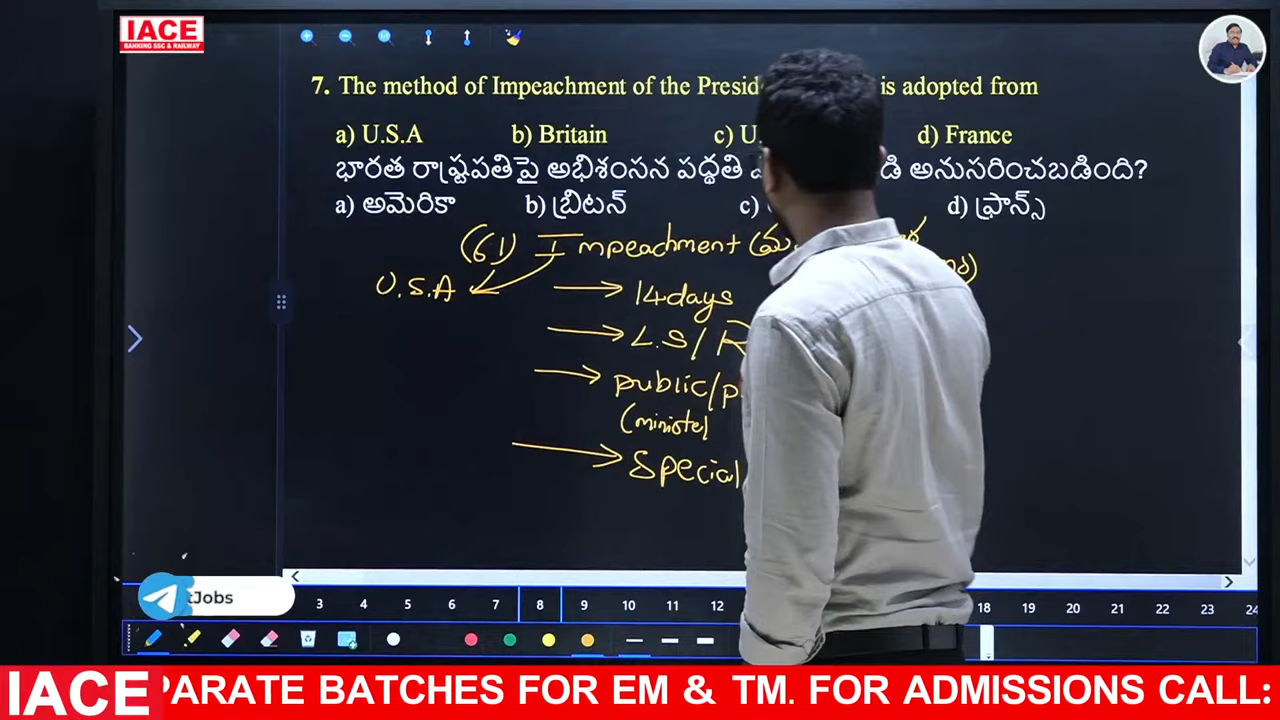 IACE
BANKING SSC & RAILWAY
7. The method of Impeachment of the is adopted from
a) U.S.A b) Britain c) d) France
భారత రాష్ట్రపతిపై అభిశంసన పద్ధతి అనుసరించబడింది?
a) అమెరికా b) బ్రిటన్ c) d) ఫ్రాన్స్
(61) Impeachment
U.S.A → 14days
→ L.S/
→ public/
(minister)
→ Special
3 4 5 6 7 8 9 10 11 12 18 19 20 21 22 23 24
IACE PARATE BATCHES FOR EM & TM. FOR ADMISSIONS CALL: